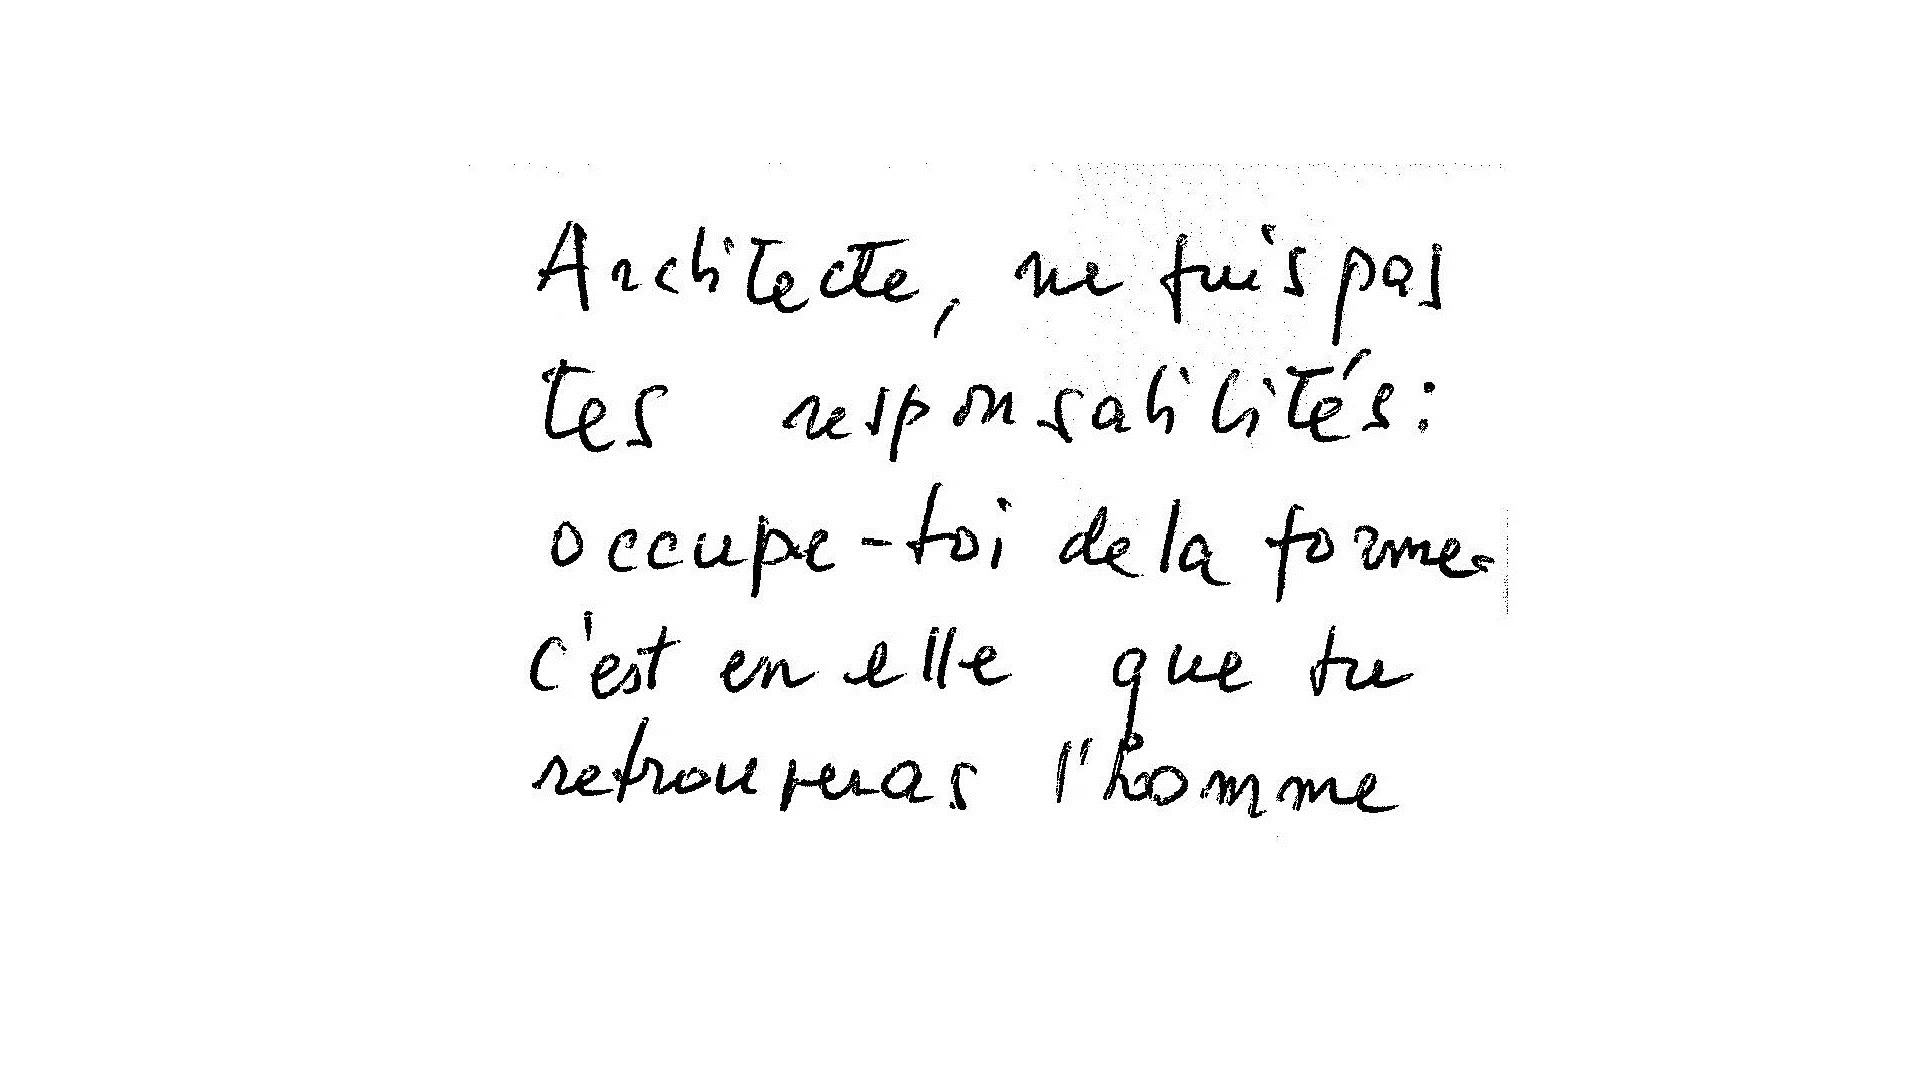 Architecte, ne fuis pas
tes responsabilités:
occupe-toi de la forme.
c'est en elle que tu
retrouveras l'homme